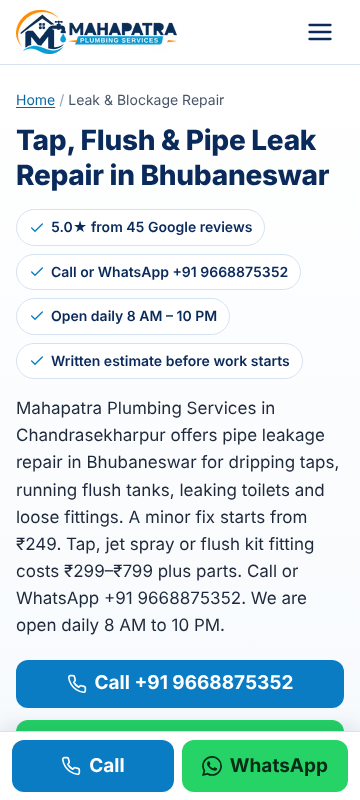 MAHAPATRA
PLUMBING SERVICES
Home / Leak & Blockage Repair
Tap, Flush & Pipe Leak
Repair in Bhubaneswar
5.0★ from 45 Google reviews
Call or WhatsApp +91 9668875352
Open daily 8 AM – 10 PM
Written estimate before work starts
Mahapatra Plumbing Services in
Chandrasekharpur offers pipe leakage
repair in Bhubaneswar for dripping taps,
running flush tanks, leaking toilets and
loose fittings. A minor fix starts from
₹249. Tap, jet spray or flush kit fitting
costs ₹299–₹799 plus parts. Call or
WhatsApp +91 9668875352. We are
open daily 8 AM to 10 PM.
Call +91 9668875352
Call
WhatsApp